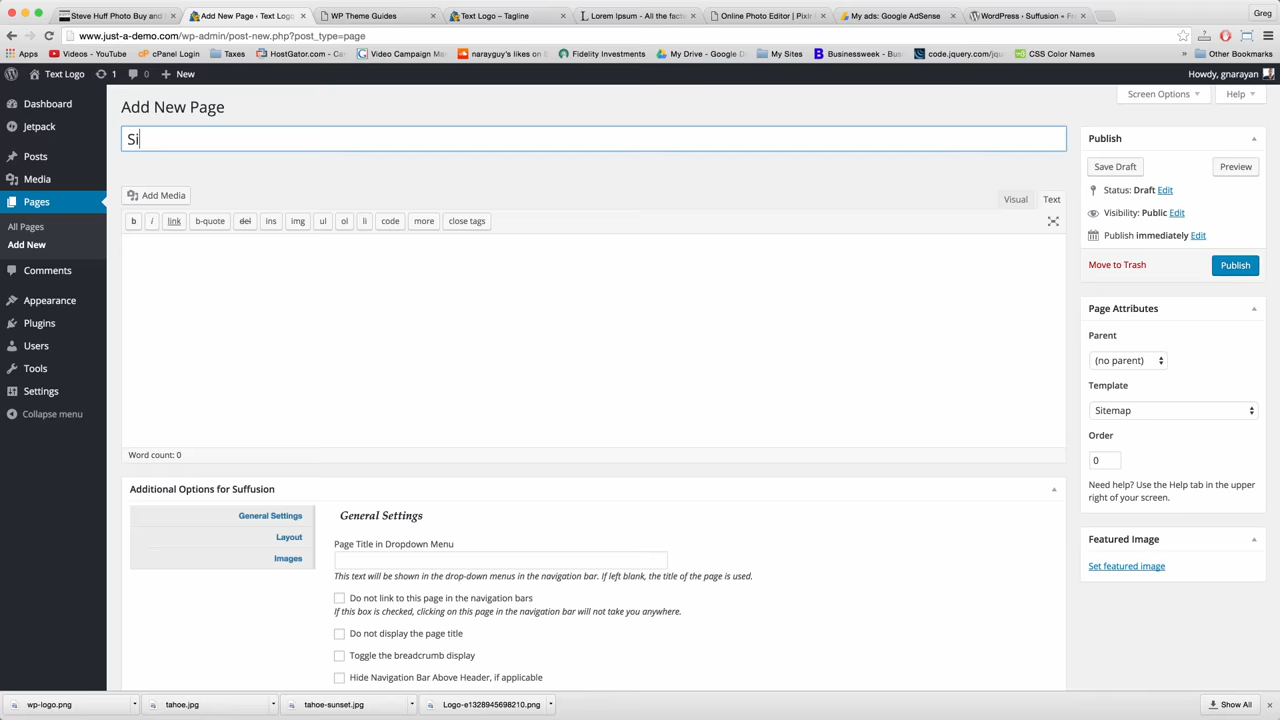 Steve Huff Photo Buy and
Add New Page ‹ Text Logo
WP Theme Guides
Text Logo – Tagline
Lorem Ipsum - All the fact
Online Photo Editor | Pixlr
My ads: Google AdSense
WordPress › Suffusion « Fr
Greg
www.just-a-demo.com/wp-admin/post-new.php?post_type=page
Apps
Videos - YouTube
Taxes
HostGator.com
cPanel Login
Video Campaign Man
narayguy's likes on S
Fidelity Investments
My Drive - Google D
My Sites
Businessweek - Bus
code.jquery.com/jqu
CSS Color Names
»
Other Bookmarks
Text Logo
1
0
+ New
Howdy, gnarayan
Dashboard
Jetpack
Posts
Media
Pages
All Pages
Add New
Comments
Appearance
Plugins
Users
Tools
Settings
Collapse menu
Screen Options
Help
Add New Page
Si
Add Media
Visual
Text
b
i
link
b-quote
del
ins
img
ul
ol
li
code
more
close tags
Word count: 0
Additional Options for Suffusion
General Settings
Layout
Images
General Settings
Page Title in Dropdown Menu
This text will be shown in the drop-down menus in the navigation bar. If left blank, the title of the page is used.
Do not link to this page in the navigation bars
If this box is checked, clicking on this page in the navigation bar will not take you anywhere.
Do not display the page title
Toggle the breadcrumb display
Hide Navigation Bar Above Header, if applicable
Publish
Save Draft
Preview
Status: Draft Edit
Visibility: Public Edit
Publish immediately Edit
Move to Trash
Publish
Page Attributes
Parent
(no parent)
Template
Sitemap
Order
0
Need help? Use the Help tab in the upper
right of your screen.
Featured Image
Set featured image
wp-logo.png
tahoe.jpg
tahoe-sunset.jpg
Logo-e1328945698210.png
Show All